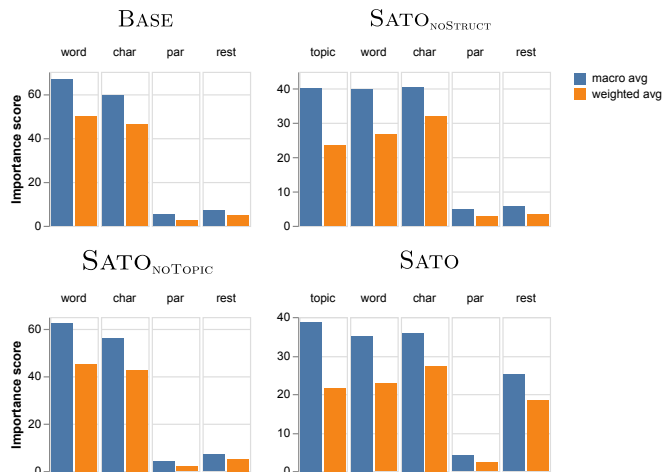 BASE
word char par rest
Importance score
60
40
20
0
SATO_NOSTRUCT
topic word char par rest
40
30
20
10
0
macro avg
weighted avg
SATO_NOTOPIC
word char par rest
Importance score
60
40
20
0
SATO
topic word char par rest
40
30
20
10
0